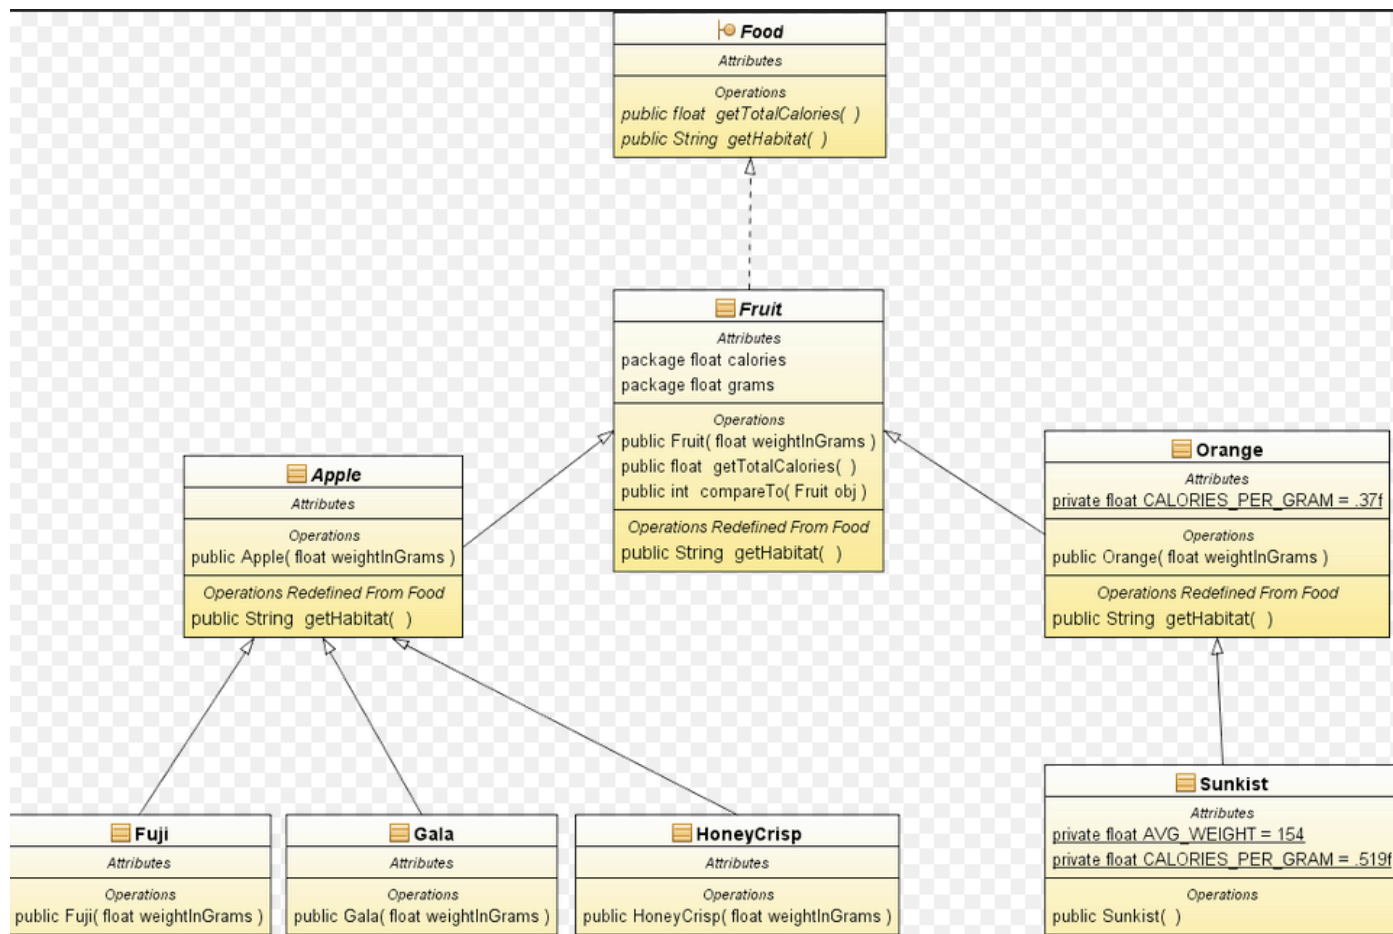 Food
Attributes
Operations
public float getTotalCalories( )
public String getHabitat( )
Fruit
Attributes
package float calories
package float grams
Operations
public Fruit( float weightInGrams )
public float getTotalCalories( )
public int compareTo( Fruit obj )
Operations Redefined From Food
public String getHabitat( )
Apple
Attributes
Operations
public Apple( float weightInGrams )
Operations Redefined From Food
public String getHabitat( )
Orange
Attributes
private float CALORIES_PER_GRAM = .37f
Operations
public Orange( float weightInGrams )
Operations Redefined From Food
public String getHabitat( )
Fuji
Attributes
Operations
public Fuji( float weightInGrams )
Gala
Attributes
Operations
public Gala( float weightInGrams )
HoneyCrisp
Attributes
Operations
public HoneyCrisp( float weightInGrams )
Sunkist
Attributes
private float AVG_WEIGHT = 154
private float CALORIES_PER_GRAM = .519f
Operations
public Sunkist( )